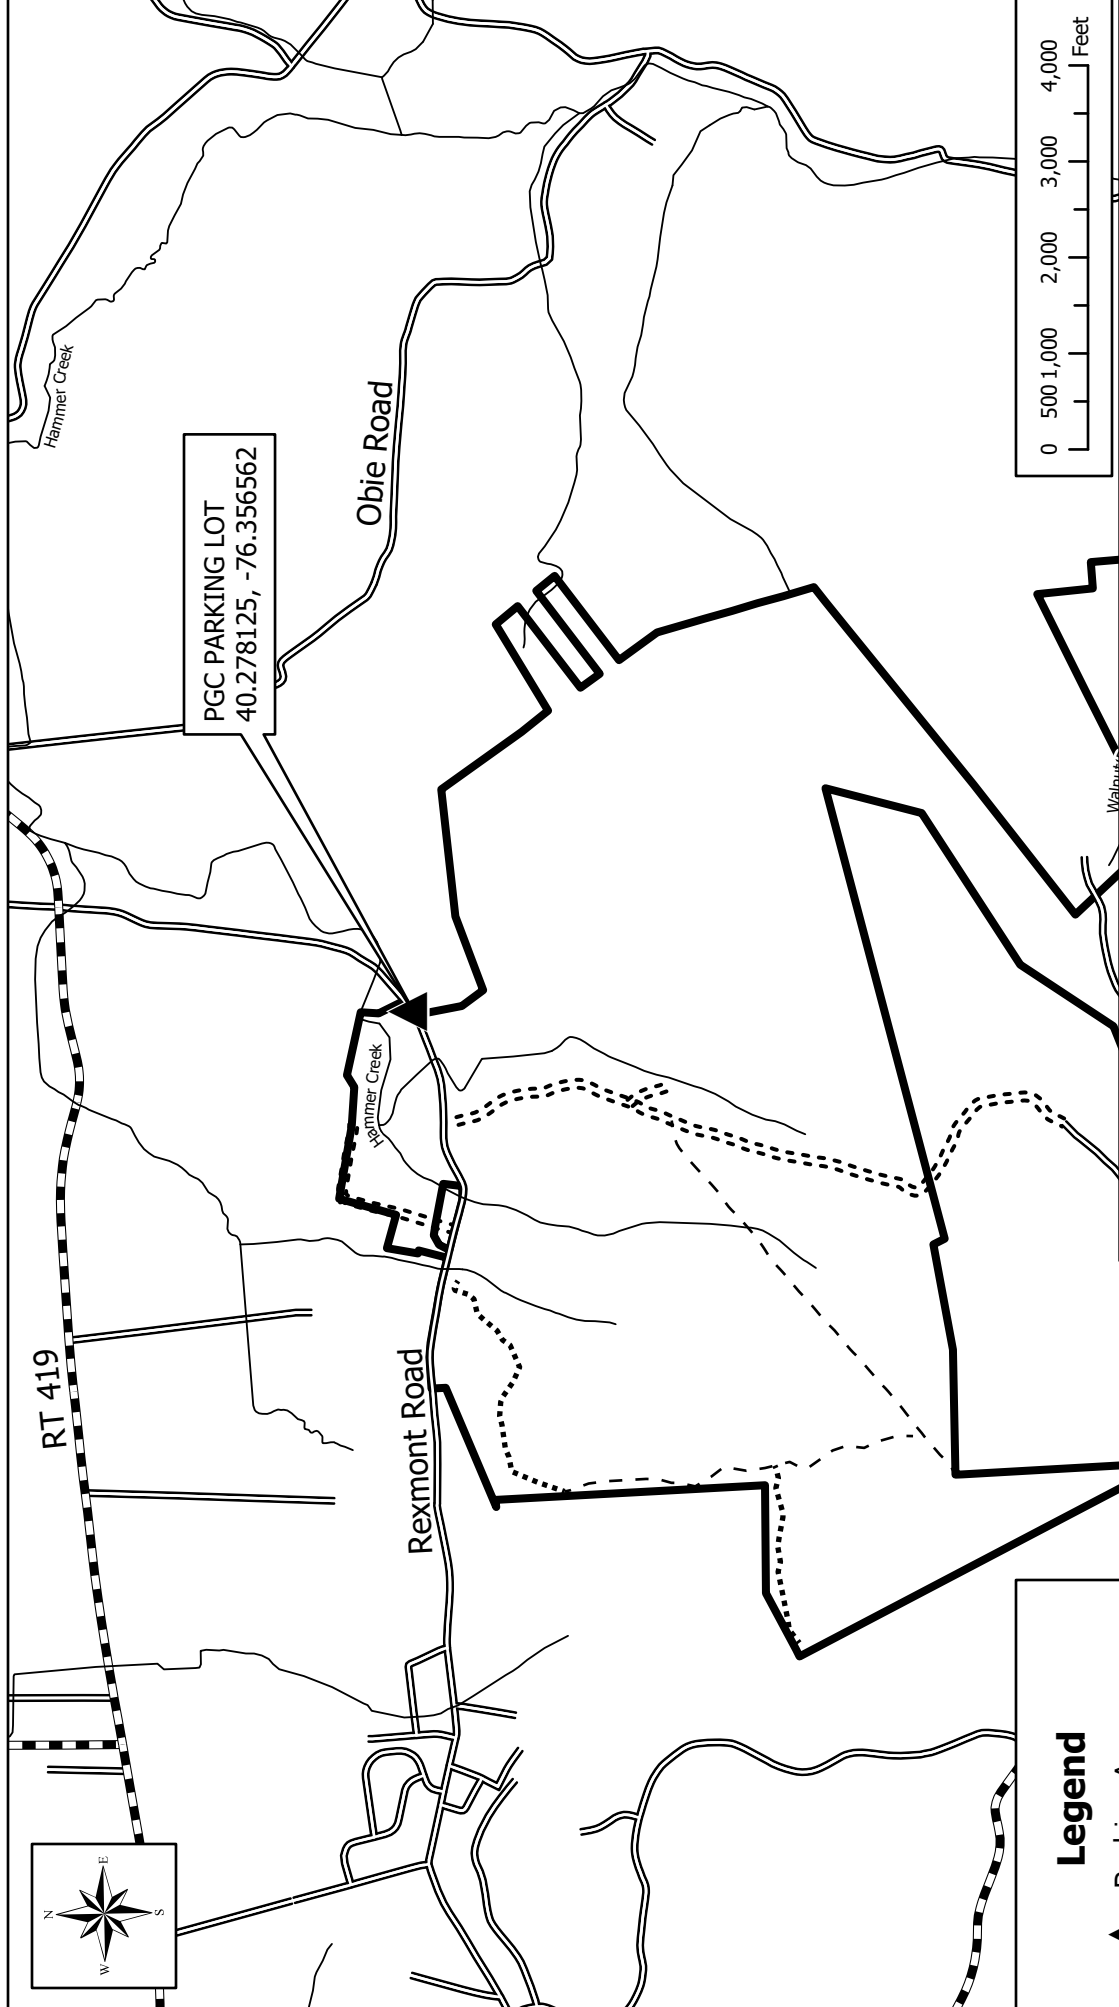 N
W
E
S
RT 419
Rexmont Road
Hammer Creek
PGC PARKING LOT
40.278125, -76.356562
Obie Road
Hammer Creek
0 500 1,000 2,000 3,000 4,000
Feet
Legend